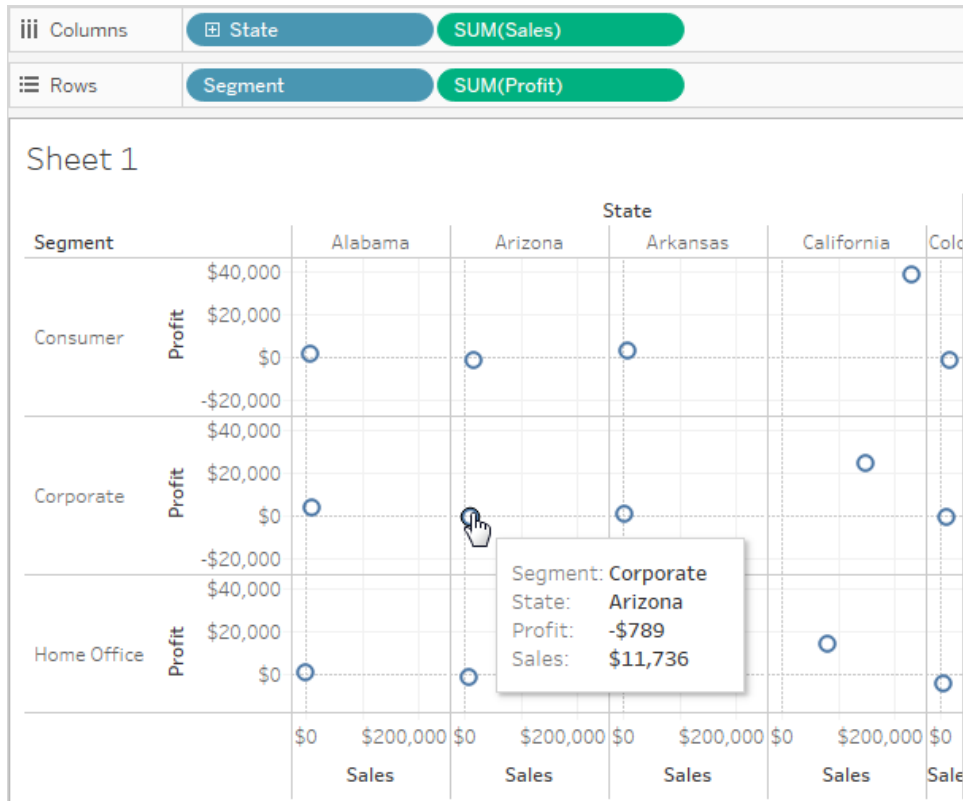 Columns State SUM(Sales)
Rows Segment SUM(Profit)
Sheet 1
State
Segment Alabama Arizona Arkansas California Colo
Consumer Profit $40,000
$20,000
$0
-$20,000
Corporate Profit $40,000
$20,000
$0
-$20,000
Segment: Corporate
State: Arizona
Profit: -$789
Sales: $11,736
Home Office Profit $40,000
$20,000
$0
$0 $200,000 $0 $200,000 $0 $200,000 $0 $200,000 $0
Sales Sales Sales Sales Sale